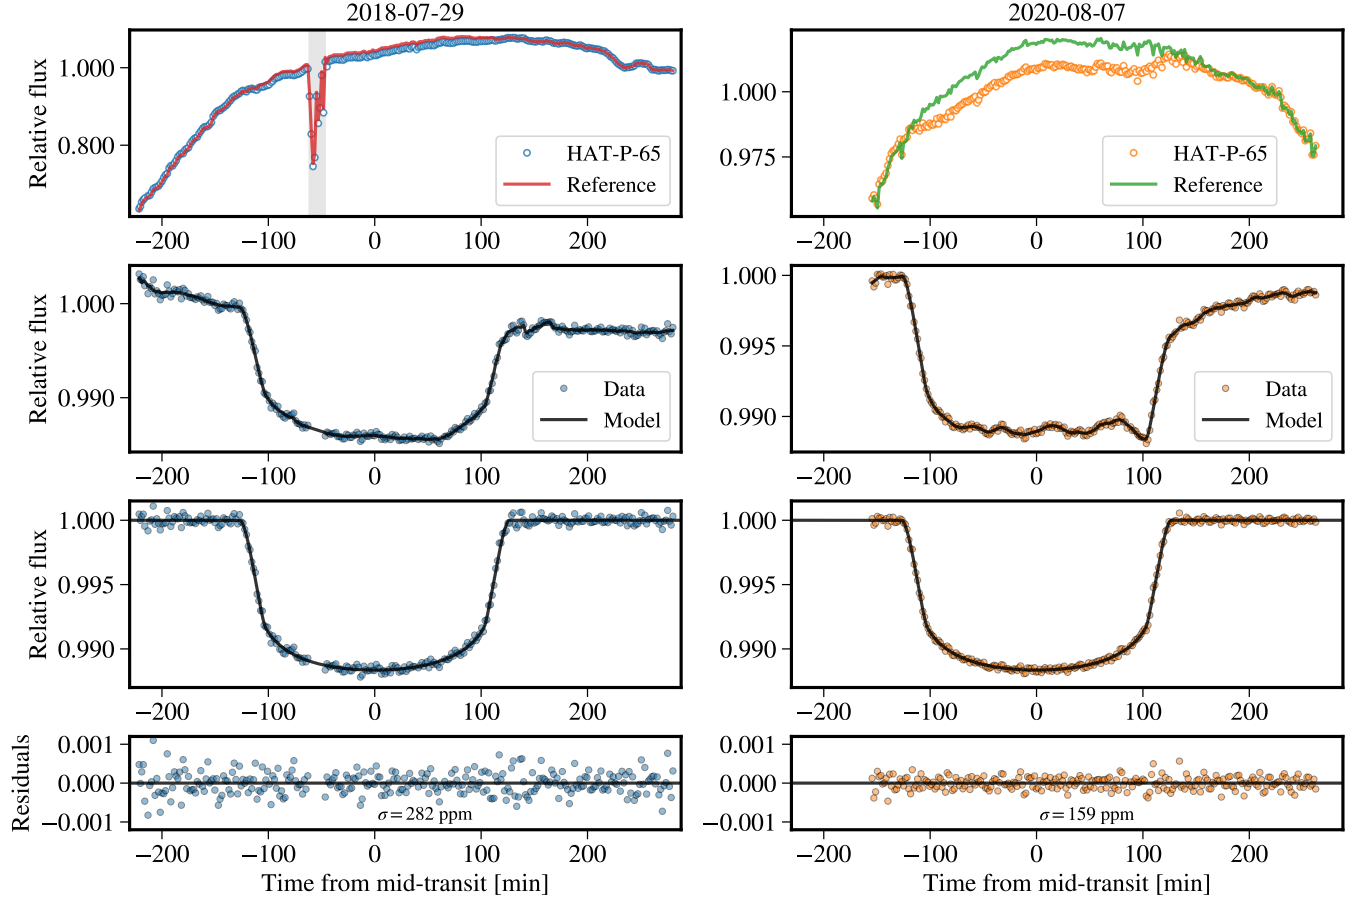 2018-07-29
2020-08-07
Relative flux
1.000
0.800
HAT-P-65
Reference
−200 −100 0 100 200
Relative flux
1.000
0.975
HAT-P-65
Reference
−200 −100 0 100 200
Relative flux
1.000
0.990
Data
Model
−200 −100 0 100 200
Relative flux
1.000
0.995
0.990
Data
Model
−200 −100 0 100 200
Relative flux
1.000
0.995
0.990
−200 −100 0 100 200
Relative flux
1.000
0.995
0.990
−200 −100 0 100 200
Residuals
0.001
0.000
−0.001
σ = 282 ppm
−200 −100 0 100 200
Time from mid-transit [min]
0.001
0.000
−0.001
σ = 159 ppm
−200 −100 0 100 200
Time from mid-transit [min]